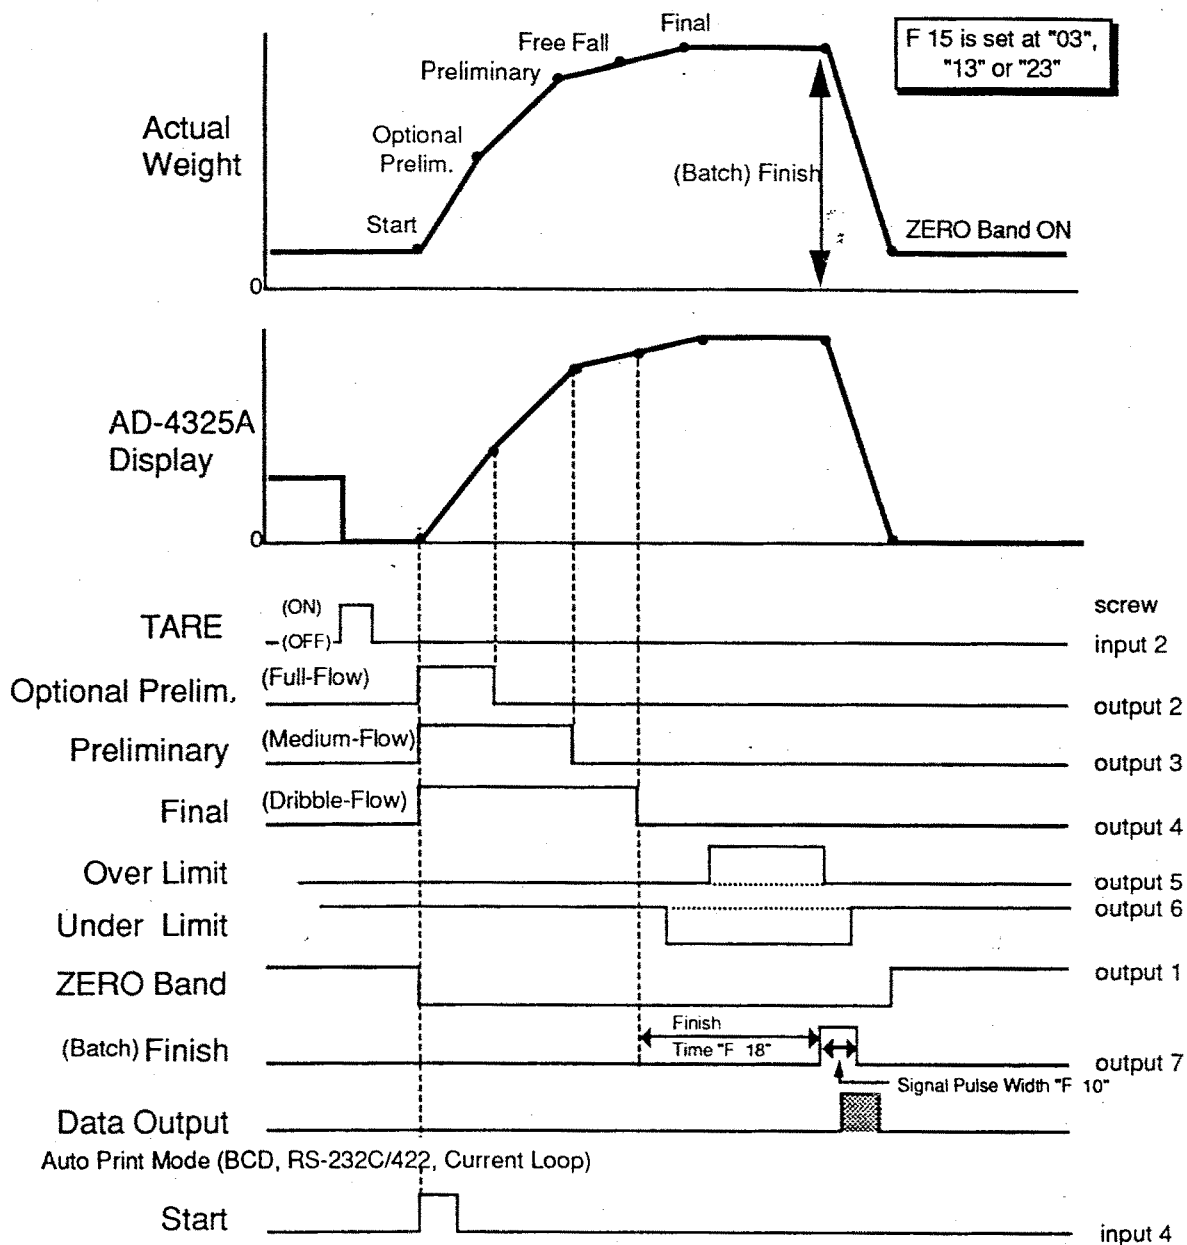 Final
Free Fall
Preliminary
F 15 is set at "03",
"13" or "23"
Actual
Weight
Optional
Prelim.
(Batch) Finish
Start
ZERO Band ON
0
AD-4325A
Display
0
TARE
(ON)
(OFF)
screw
input 2
Optional Prelim.
(Full-Flow)
output 2
Preliminary
(Medium-Flow)
output 3
Final
(Dribble-Flow)
output 4
Over Limit
output 5
Under Limit
output 6
ZERO Band
output 1
(Batch) Finish
Finish
Time "F 18"
output 7
Signal Pulse Width "F 10"
Data Output
Auto Print Mode (BCD, RS-232C/422, Current Loop)
Start
input 4